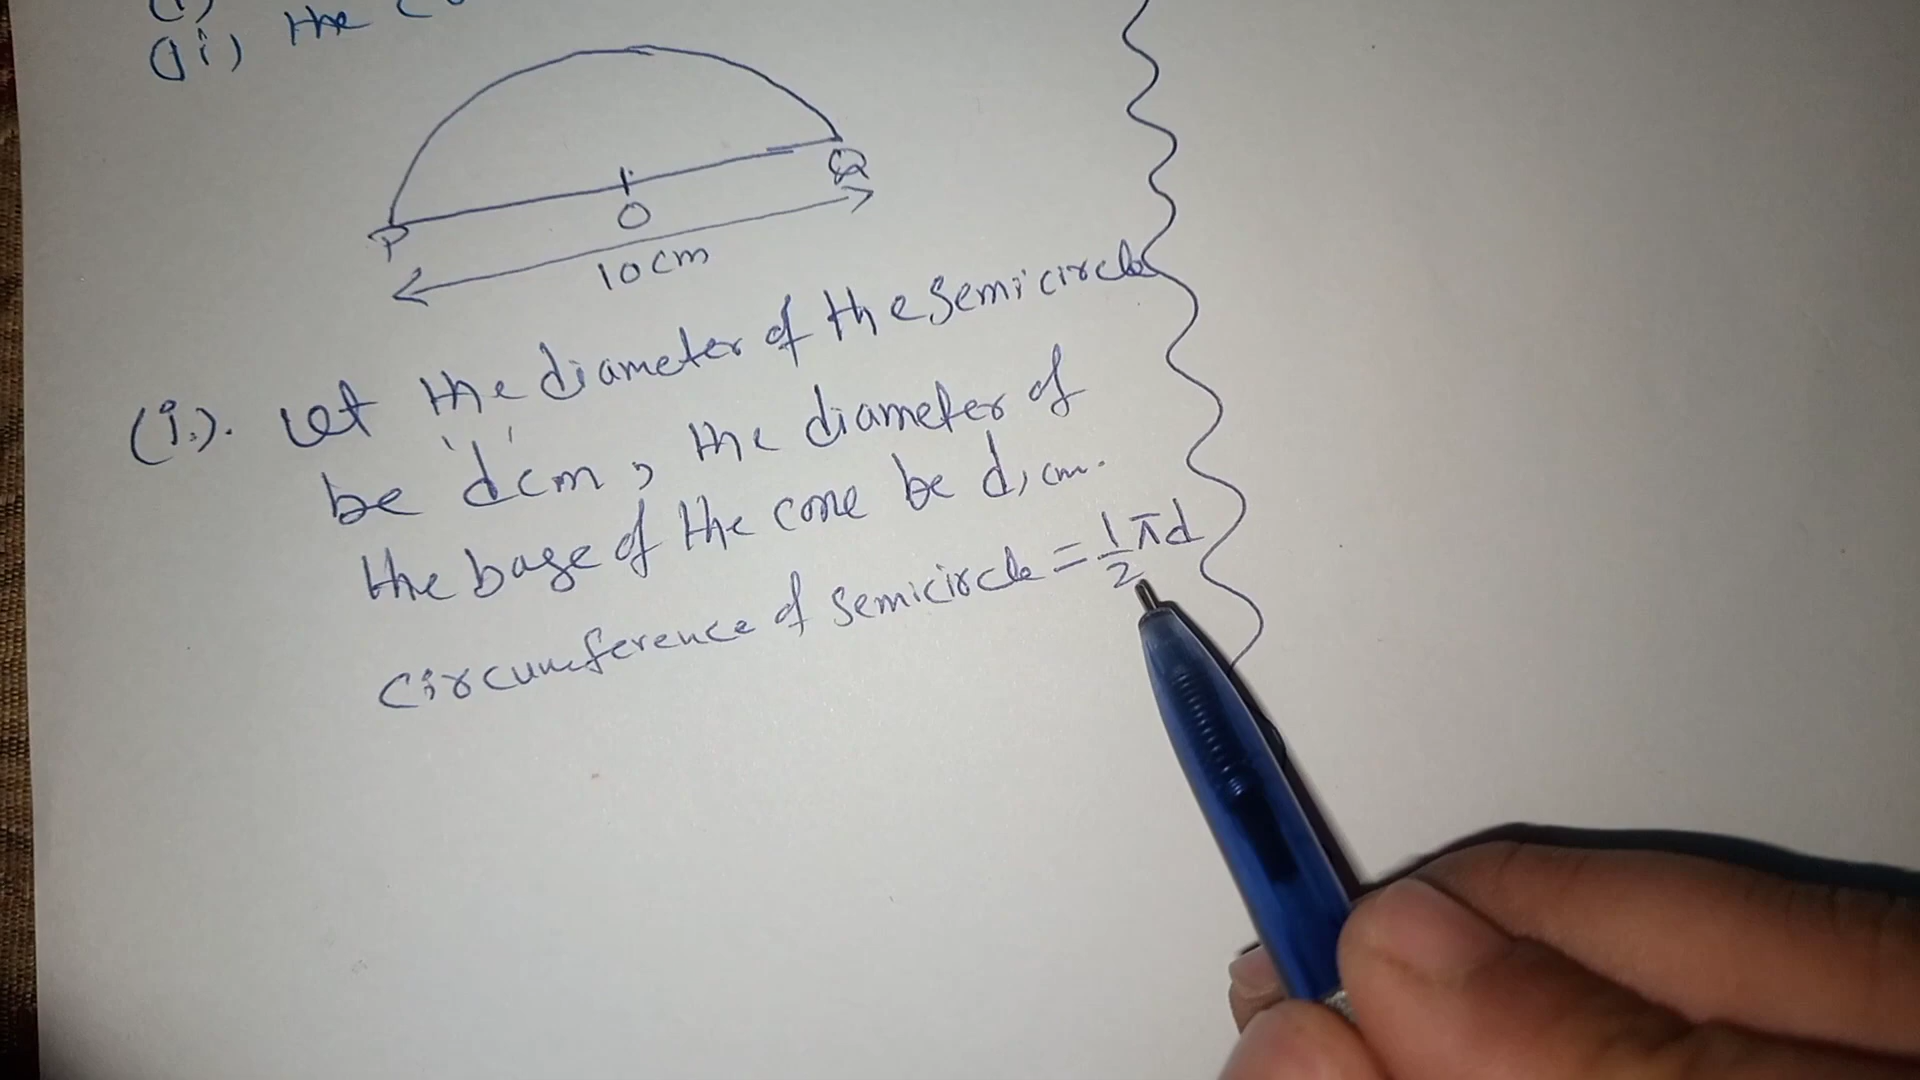 (i)
(ii) the
P
O
Q
10cm
(i.). Let the diameter of the semicircle
be 'd'cm, the diameter of
the base of the cone be d, cm.
Circumference of semicircle = 1/2 πd